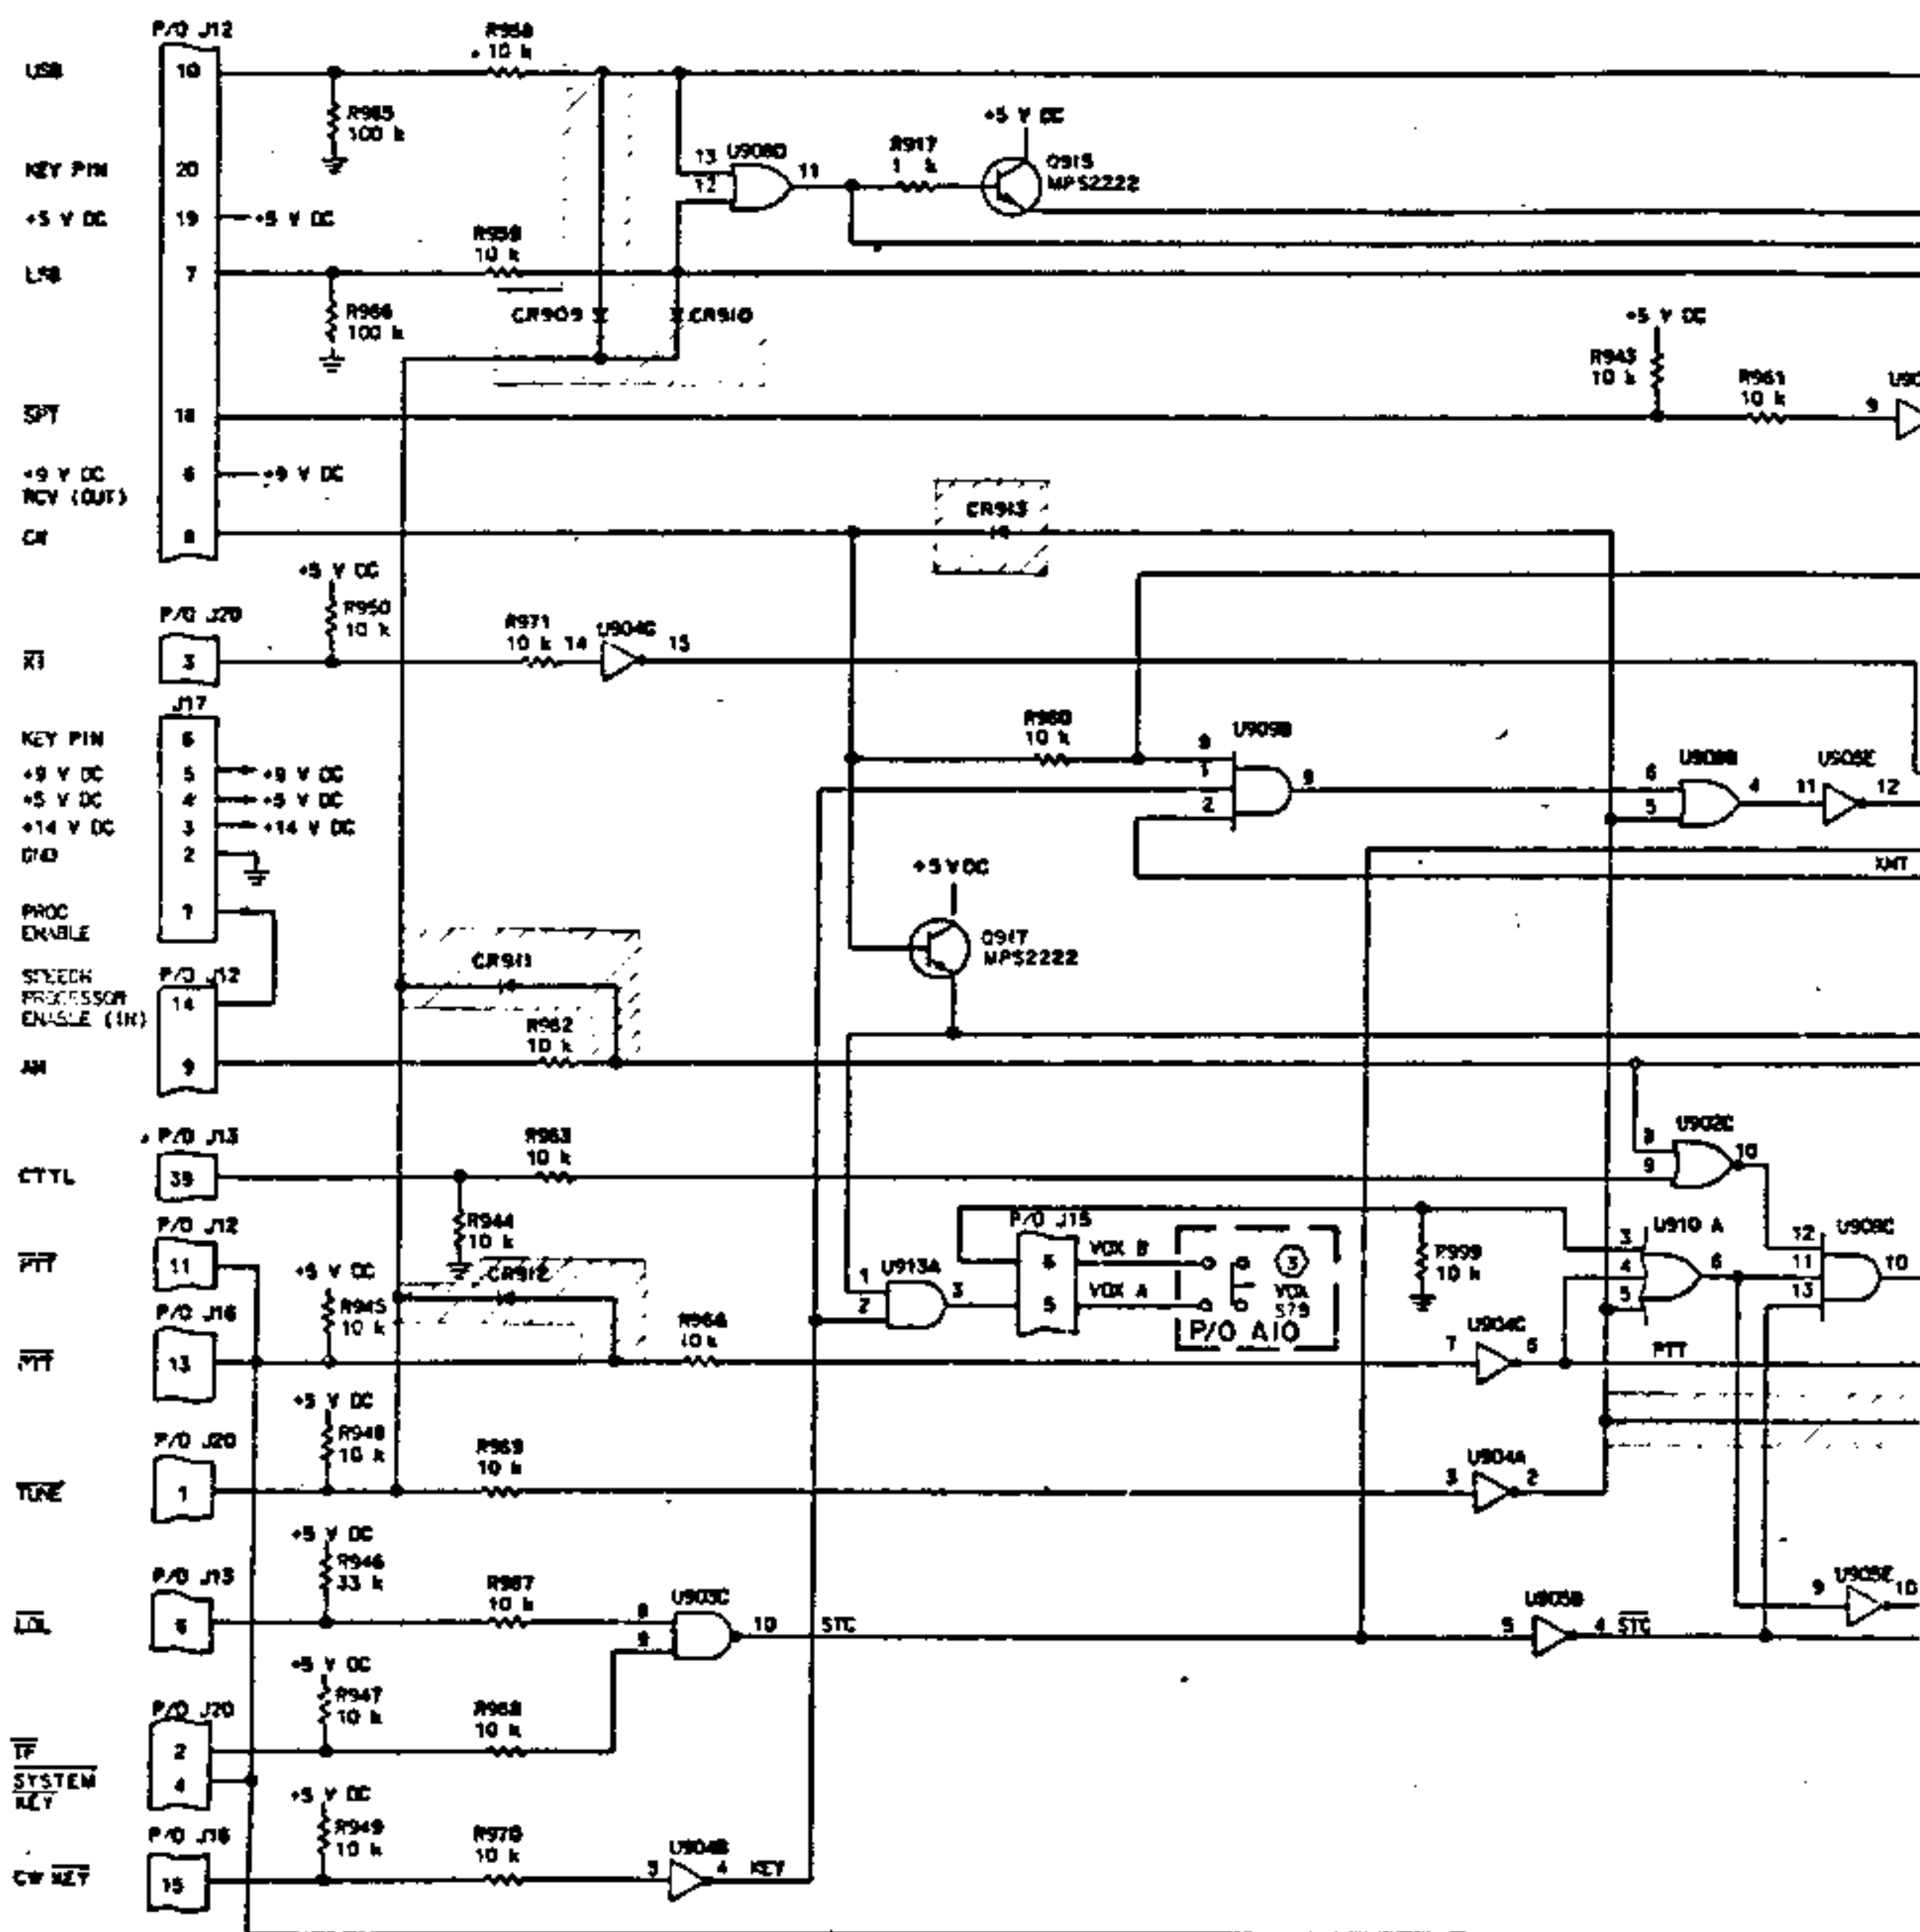 P/O J12
USB
10
R958
10 k
R965
100 k
+5 V DC
KEY PIN
20
13
U908D
12
11
R917
1 k
Q915
MPS2222
+5 V DC
19
+5 V DC
R959
10 k
LSB
7
R966
100 k
CR909
CR910
+5 V DC
R943
10 k
R961
10 k
9
SPT
18
+9 V DC
RCV (OUT)
6
+9 V DC
CR913
CW
8
+5 V DC
R950
10 k
P/O J20
3
R971
10 k
14
U904C
15
J17
KEY PIN
6
+9 V DC
5
+9 V DC
+5 V DC
4
+5 V DC
+14 V DC
3
+14 V DC
GND
2
PROC
ENABLE
1
R960
10 k
U909B
1
2
U908B
6
5
4
U905E
11
12
XMT
+5 V DC
Q917
MPS2222
CR911
SPEECH
PROCESSOR
ENABLE (IN)
P/O J12
14
R962
10 k
AM
9
P/O J13
CTTL
39
R963
10 k
R944
10 k
U902C
8
9
10
P/O J12
PTT
11
+5 V DC
R945
10 k
CR912
P/O J16
PTT
13
R964
10 k
U913A
1
2
3
P/O J15
6
VOX B
5
VOX A
3
VOX
S79
P/O A10
R999
10 k
U910 A
3
4
5
6
12
11
13
10
7
6
PTT
+5 V DC
R948
10 k
P/O J20
TUNE
1
R969
10 k
3
U904A
2
+5 V DC
R946
33 k
P/O J13
LDL
R967
10 k
U903C
8
9
10
STC
U905B
5
4
STC
9
U905E
10
+5 V DC
R947
10 k
P/O J20
2
R968
10 k
SYSTEM
KEY
4
+5 V DC
R949
10 k
P/O J16
CW KEY
15
R970
10 k
U904B
4
KEY